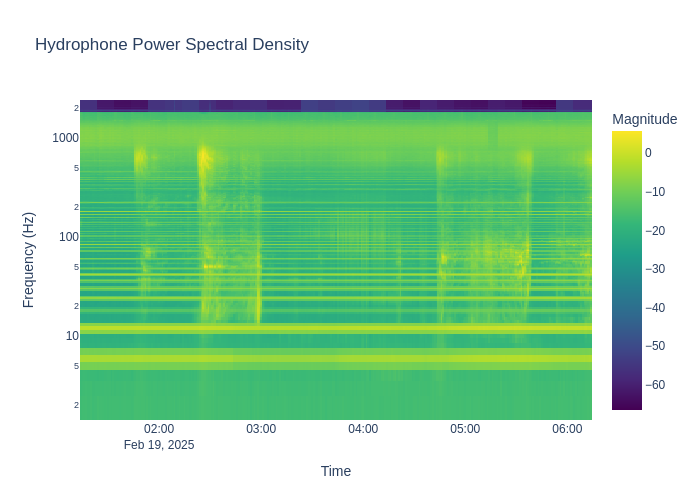 Hydrophone Power Spectral Density
Magnitude
2
1000
5
2
100
5
2
10
5
2
0
−10
−20
−30
−40
−50
−60
Frequency (Hz)
02:00 03:00 04:00 05:00 06:00
Feb 19, 2025
Time